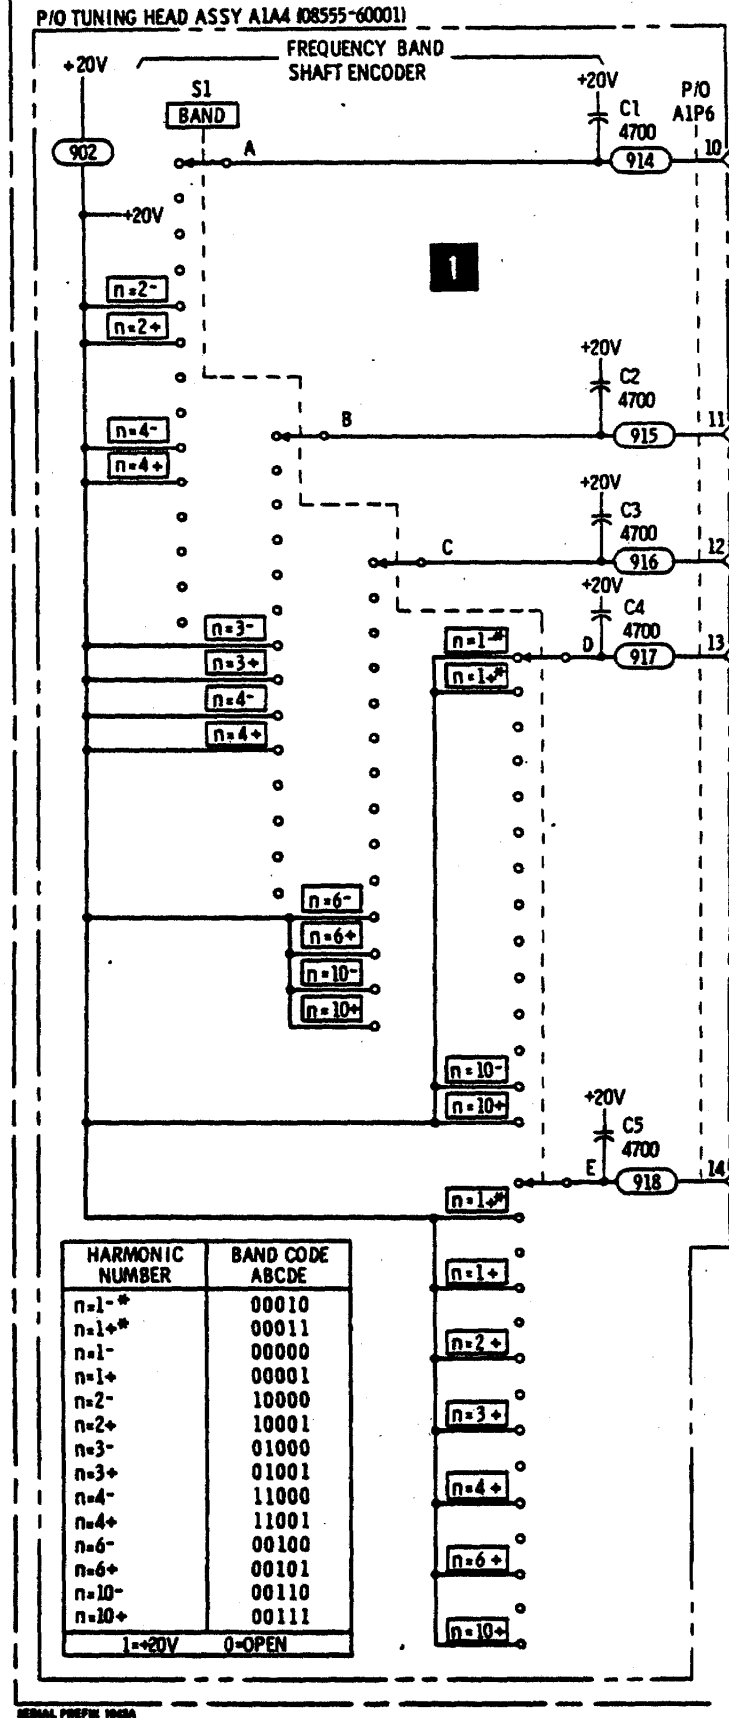 P/O TUNING HEAD ASSY A1A4 (08555-60001)
FREQUENCY BAND
SHAFT ENCODER
+20V
S1
BAND
902
+20V
A
+20V
C1
4700
914
P/O
A1P6
10
1
n=2-
n=2+
n=4-
n=4+
B
+20V
C2
4700
915
11
C
+20V
C3
4700
916
12
n=3-
n=3+
n=4-
n=4+
n=1-*
n=1+*
D
+20V
C4
4700
917
13
n=6-
n=6+
n=10-
n=10+
n=10-
n=10+
E
+20V
C5
4700
918
14
n=1+*
n=1+
n=2+
n=3+
n=4+
n=6+
n=10+
HARMONIC NUMBER BAND CODE ABCDE
n=1-* 00010
n=1+* 00011
n=1- 00000
n=1+ 00001
n=2- 10000
n=2+ 10001
n=3- 01000
n=3+ 01001
n=4- 11000
n=4+ 11001
n=6- 00100
n=6+ 00101
n=10- 00110
n=10+ 00111
1=+20V 0=OPEN
SERIAL PREFIX